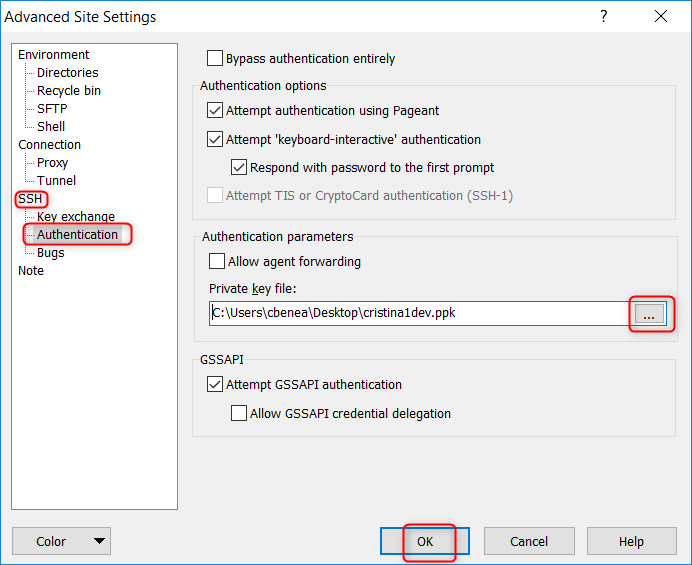 Advanced Site Settings
?
Environment
Directories
Recycle bin
SFTP
Shell
Connection
Proxy
Tunnel
SSH
Key exchange
Authentication
Bugs
Note
Bypass authentication entirely
Authentication options
Attempt authentication using Pageant
Attempt 'keyboard-interactive' authentication
Respond with password to the first prompt
Attempt TIS or CryptoCard authentication (SSH-1)
Authentication parameters
Allow agent forwarding
Private key file:
C:\Users\cbenea\Desktop\cristina1dev.ppk
...
GSSAPI
Attempt GSSAPI authentication
Allow GSSAPI credential delegation
Color
OK
Cancel
Help